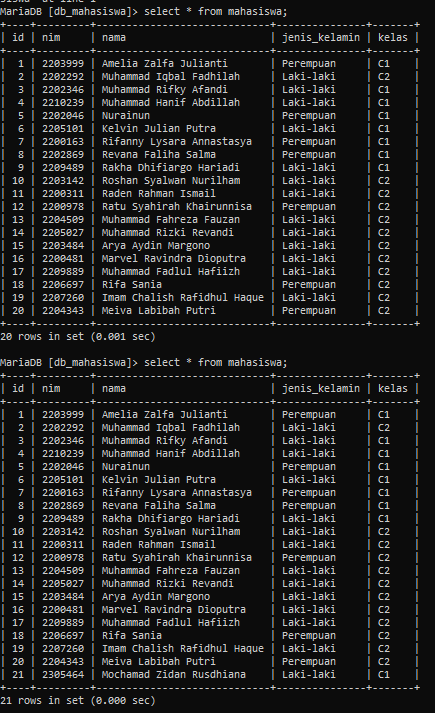 MariaDB [db_mahasiswa]> select * from mahasiswa;
+----+---------+----------------------------+---------------+-------+
| id | nim     | nama                       | jenis_kelamin | kelas |
+----+---------+----------------------------+---------------+-------+
|  1 | 2203999 | Amelia Zalfa Julianti      | Perempuan     | C1    |
|  2 | 2202292 | Muhammad Iqbal Fadhilah    | Laki-laki     | C2    |
|  3 | 2202346 | Muhammad Rifky Afandi      | Laki-laki     | C1    |
|  4 | 2210239 | Muhammad Hanif Abdillah    | Laki-laki     | C1    |
|  5 | 2202046 | Nurainun                   | Perempuan     | C1    |
|  6 | 2205101 | Kelvin Julian Putra        | Laki-laki     | C1    |
|  7 | 2200163 | Rifanny Lysara Annastasya  | Perempuan     | C1    |
|  8 | 2202869 | Revana Faliha Salma        | Perempuan     | C1    |
|  9 | 2209489 | Rakha Dhifiargo Hariadi    | Laki-laki     | C1    |
| 10 | 2203142 | Roshan Syalwan Nurilham    | Laki-laki     | C2    |
| 11 | 2200311 | Raden Rahman Ismail        | Laki-laki     | C2    |
| 12 | 2200978 | Ratu Syahirah Khairunnisa  | Perempuan     | C2    |
| 13 | 2204509 | Muhammad Fahreza Fauzan    | Laki-laki     | C2    |
| 14 | 2205027 | Muhammad Rizki Revandi     | Laki-laki     | C2    |
| 15 | 2203484 | Arya Aydin Margono         | Laki-laki     | C2    |
| 16 | 2200481 | Marvel Ravindra Dioputra   | Laki-laki     | C2    |
| 17 | 2209889 | Muhammad Fadlul Hafiizh    | Laki-laki     | C2    |
| 18 | 2206697 | Rifa Sania                 | Perempuan     | C2    |
| 19 | 2207260 | Imam Chalish Rafidhul Haque | Laki-laki     | C2    |
| 20 | 2204343 | Meiva Labibah Putri        | Perempuan     | C2    |
+----+---------+----------------------------+---------------+-------+
20 rows in set (0.001 sec)
MariaDB [db_mahasiswa]> select * from mahasiswa;
+----+---------+----------------------------+---------------+-------+
| id | nim     | nama                       | jenis_kelamin | kelas |
+----+---------+----------------------------+---------------+-------+
|  1 | 2203999 | Amelia Zalfa Julianti      | Perempuan     | C1    |
|  2 | 2202292 | Muhammad Iqbal Fadhilah    | Laki-laki     | C2    |
|  3 | 2202346 | Muhammad Rifky Afandi      | Laki-laki     | C1    |
|  4 | 2210239 | Muhammad Hanif Abdillah    | Laki-laki     | C1    |
|  5 | 2202046 | Nurainun                   | Perempuan     | C1    |
|  6 | 2205101 | Kelvin Julian Putra        | Laki-laki     | C1    |
|  7 | 2200163 | Rifanny Lysara Annastasya  | Perempuan     | C1    |
|  8 | 2202869 | Revana Faliha Salma        | Perempuan     | C1    |
|  9 | 2209489 | Rakha Dhifiargo Hariadi    | Laki-laki     | C1    |
| 10 | 2203142 | Roshan Syalwan Nurilham    | Laki-laki     | C2    |
| 11 | 2200311 | Raden Rahman Ismail        | Laki-laki     | C2    |
| 12 | 2200978 | Ratu Syahirah Khairunnisa  | Perempuan     | C2    |
| 13 | 2204509 | Muhammad Fahreza Fauzan    | Laki-laki     | C2    |
| 14 | 2205027 | Muhammad Rizki Revandi     | Laki-laki     | C2    |
| 15 | 2203484 | Arya Aydin Margono         | Laki-laki     | C2    |
| 16 | 2200481 | Marvel Ravindra Dioputra   | Laki-laki     | C2    |
| 17 | 2209889 | Muhammad Fadlul Hafiizh    | Laki-laki     | C2    |
| 18 | 2206697 | Rifa Sania                 | Perempuan     | C2    |
| 19 | 2207260 | Imam Chalish Rafidhul Haque | Laki-laki     | C2    |
| 20 | 2204343 | Meiva Labibah Putri        | Perempuan     | C2    |
| 21 | 2305464 | Mochamad Zidan Rusdhiana   | Laki-laki     | C1    |
+----+---------+----------------------------+---------------+-------+
21 rows in set (0.000 sec)